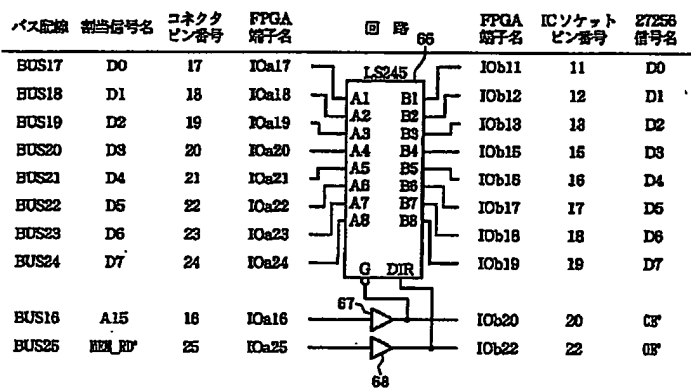 バス配線 割当信号名 コネクタピン番号 FPGA端子名 回路 FPGA端子名 ICソケットピン番号 27256信号名
66
LS245
BUS17 D0 17 IOa17 A1 B1 IOb11 11 D0
BUS18 D1 18 IOa18 A2 B2 IOb12 12 D1
BUS19 D2 19 IOa19 A3 B3 IOb13 13 D2
BUS20 D3 20 IOa20 A4 B4 IOb15 15 D3
BUS21 D4 21 IOa21 A5 B5 IOb16 16 D4
BUS22 D5 22 IOa22 A6 B6 IOb17 17 D5
BUS23 D6 23 IOa23 A7 B7 IOb18 18 D6
BUS24 D7 24 IOa24 A8 B8 IOb19 19 D7
G DIR
67
BUS16 A15 16 IOa16 IOb20 20 CE*
BUS25 MEM_RD* 25 IOa25 IOb22 22 OE*
68